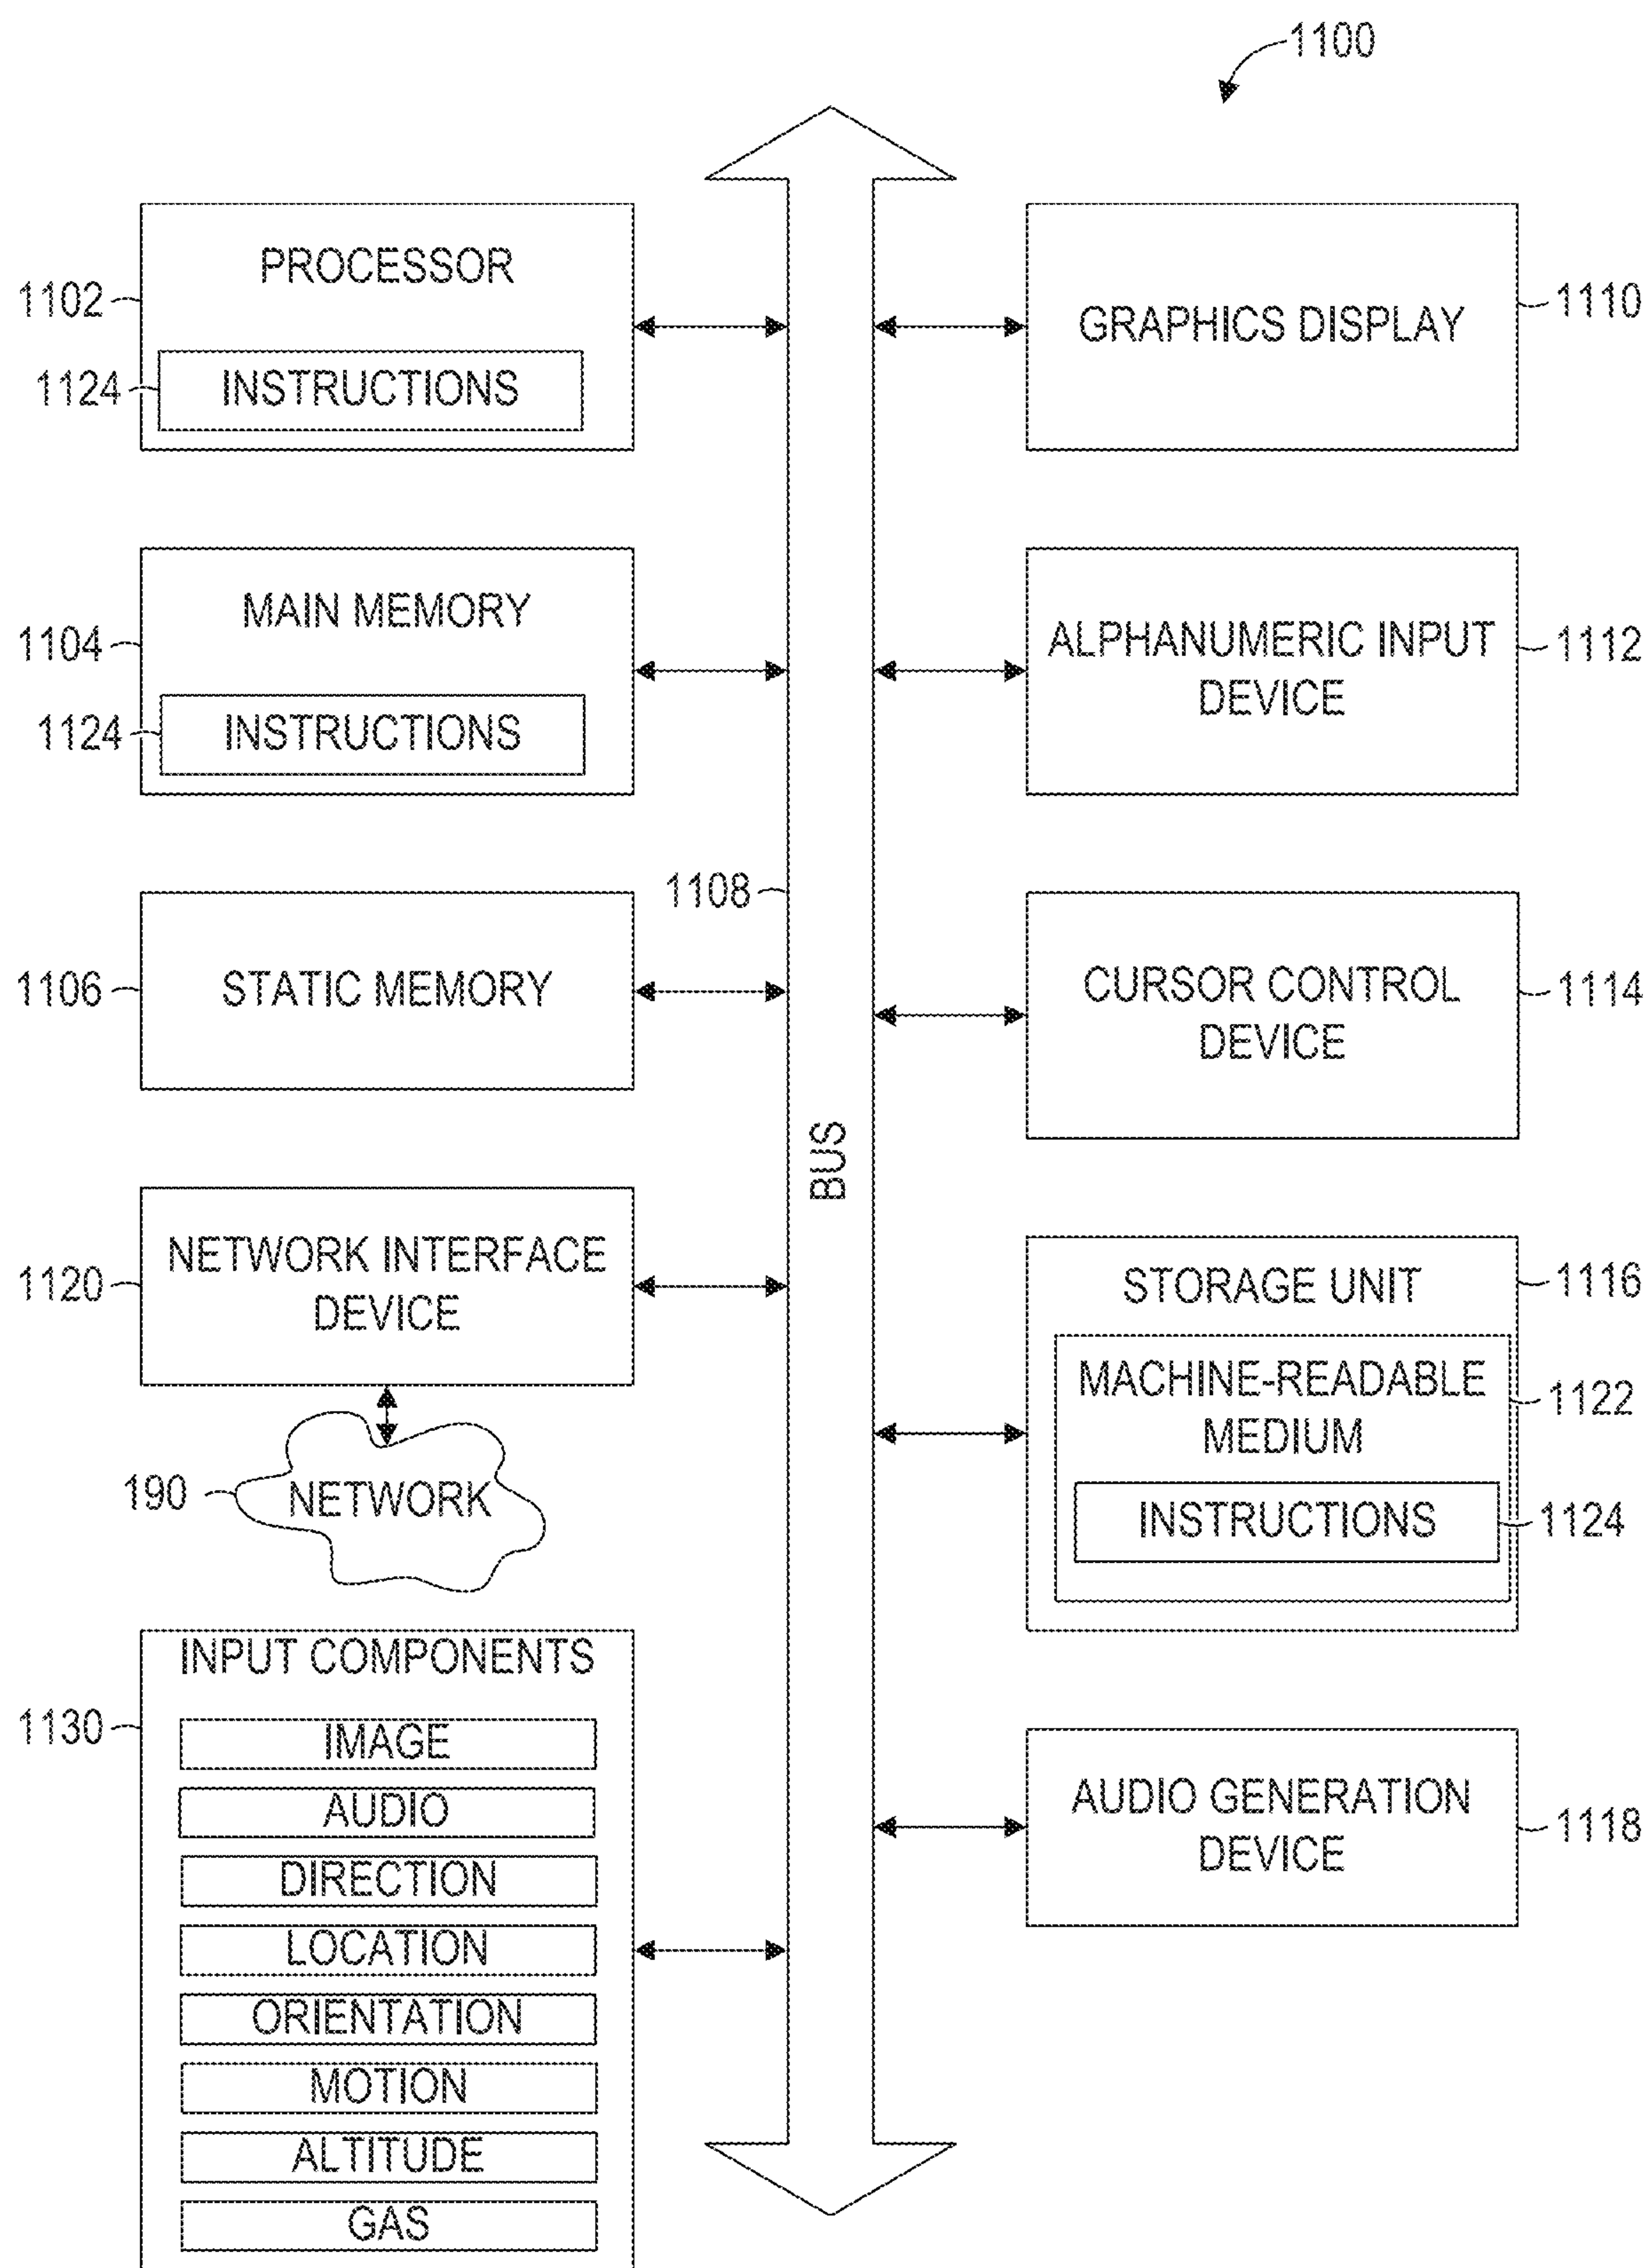 1100
PROCESSOR
1102
1124
INSTRUCTIONS
MAIN MEMORY
1104
1124
INSTRUCTIONS
1108
1106
STATIC MEMORY
1120
NETWORK INTERFACE
DEVICE
190
NETWORK
INPUT COMPONENTS
1130
IMAGE
AUDIO
DIRECTION
LOCATION
ORIENTATION
MOTION
ALTITUDE
GAS
BUS
GRAPHICS DISPLAY
1110
ALPHANUMERIC INPUT
DEVICE
1112
CURSOR CONTROL
DEVICE
1114
STORAGE UNIT
1116
MACHINE-READABLE
MEDIUM
1122
INSTRUCTIONS
1124
AUDIO GENERATION
DEVICE
1118